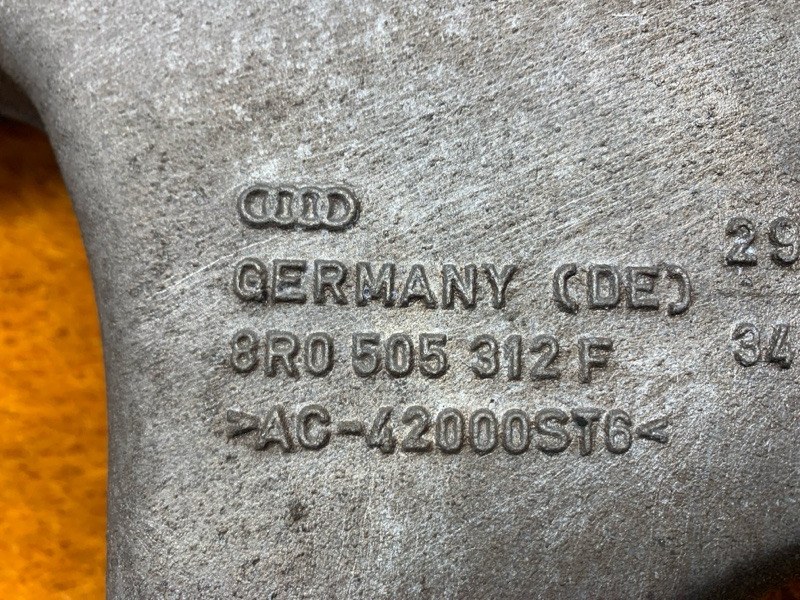 GERMANY (DE)
8R0 505 312 F
>AC-42000ST6<
29
34